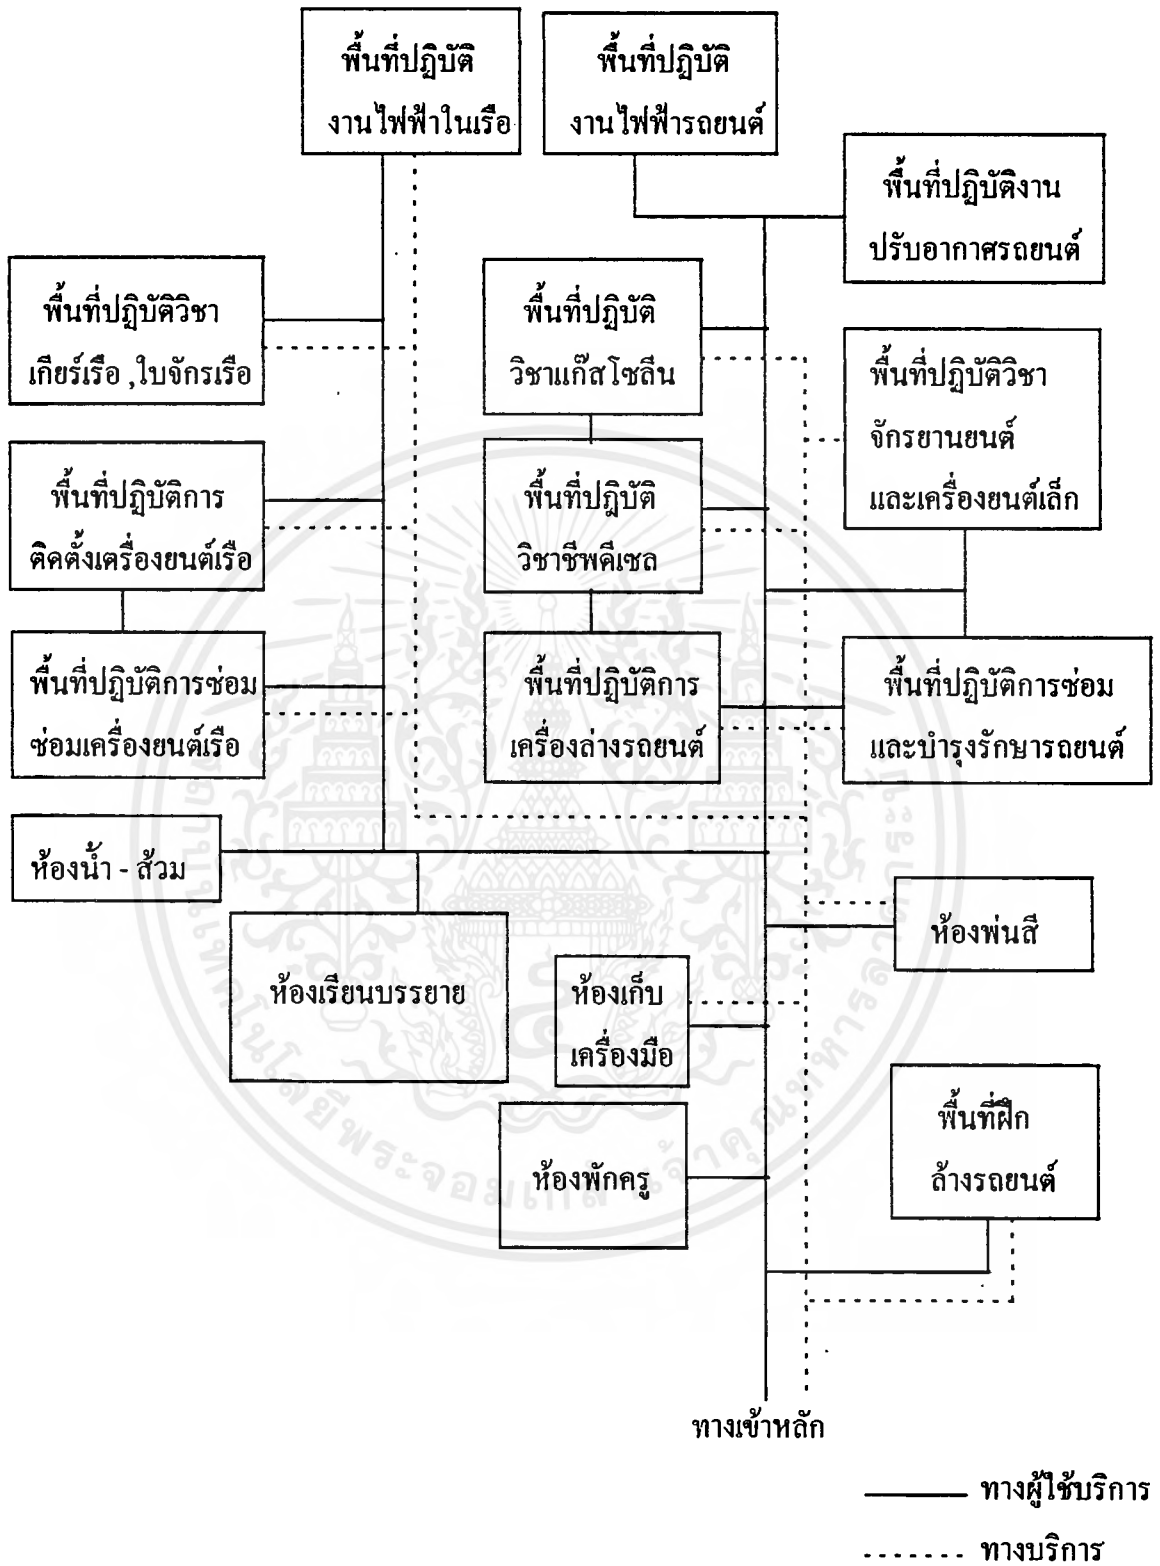 พื้นที่ปฏิบัติ
งานไฟฟ้าในเรือ
พื้นที่ปฏิบัติ
งานไฟฟ้ารถยนต์
พื้นที่ปฏิบัติงาน
ปรับอากาศรถยนต์
พื้นที่ปฏิบัติวิชา
เกียร์เรือ ,ใบจักรเรือ
พื้นที่ปฏิบัติ
วิชาแก๊สโซลีน
พื้นที่ปฏิบัติวิชา
จักรยานยนต์
และเครื่องยนต์เล็ก
พื้นที่ปฏิบัติการ
ติดตั้งเครื่องยนต์เรือ
พื้นที่ปฎิบัติ
วิชาชีพดีเซล
พื้นที่ปฏิบัติการซ่อม
ซ่อมเครื่องยนต์เรือ
พื้นที่ปฏิบัติการ
เครื่องล่างรถยนต์
พื้นที่ปฏิบัติการซ่อม
และบำรุงรักษารถยนต์
ห้องน้ำ - ส้วม
ห้องพ่นสี
ห้องเรียนบรรยาย
ห้องเก็บ
เครื่องมือ
พื้นที่ฝึก
ล้างรถยนต์
ห้องพักครู
ทางเข้าหลัก
ทางผู้ใช้บริการ
ทางบริการ